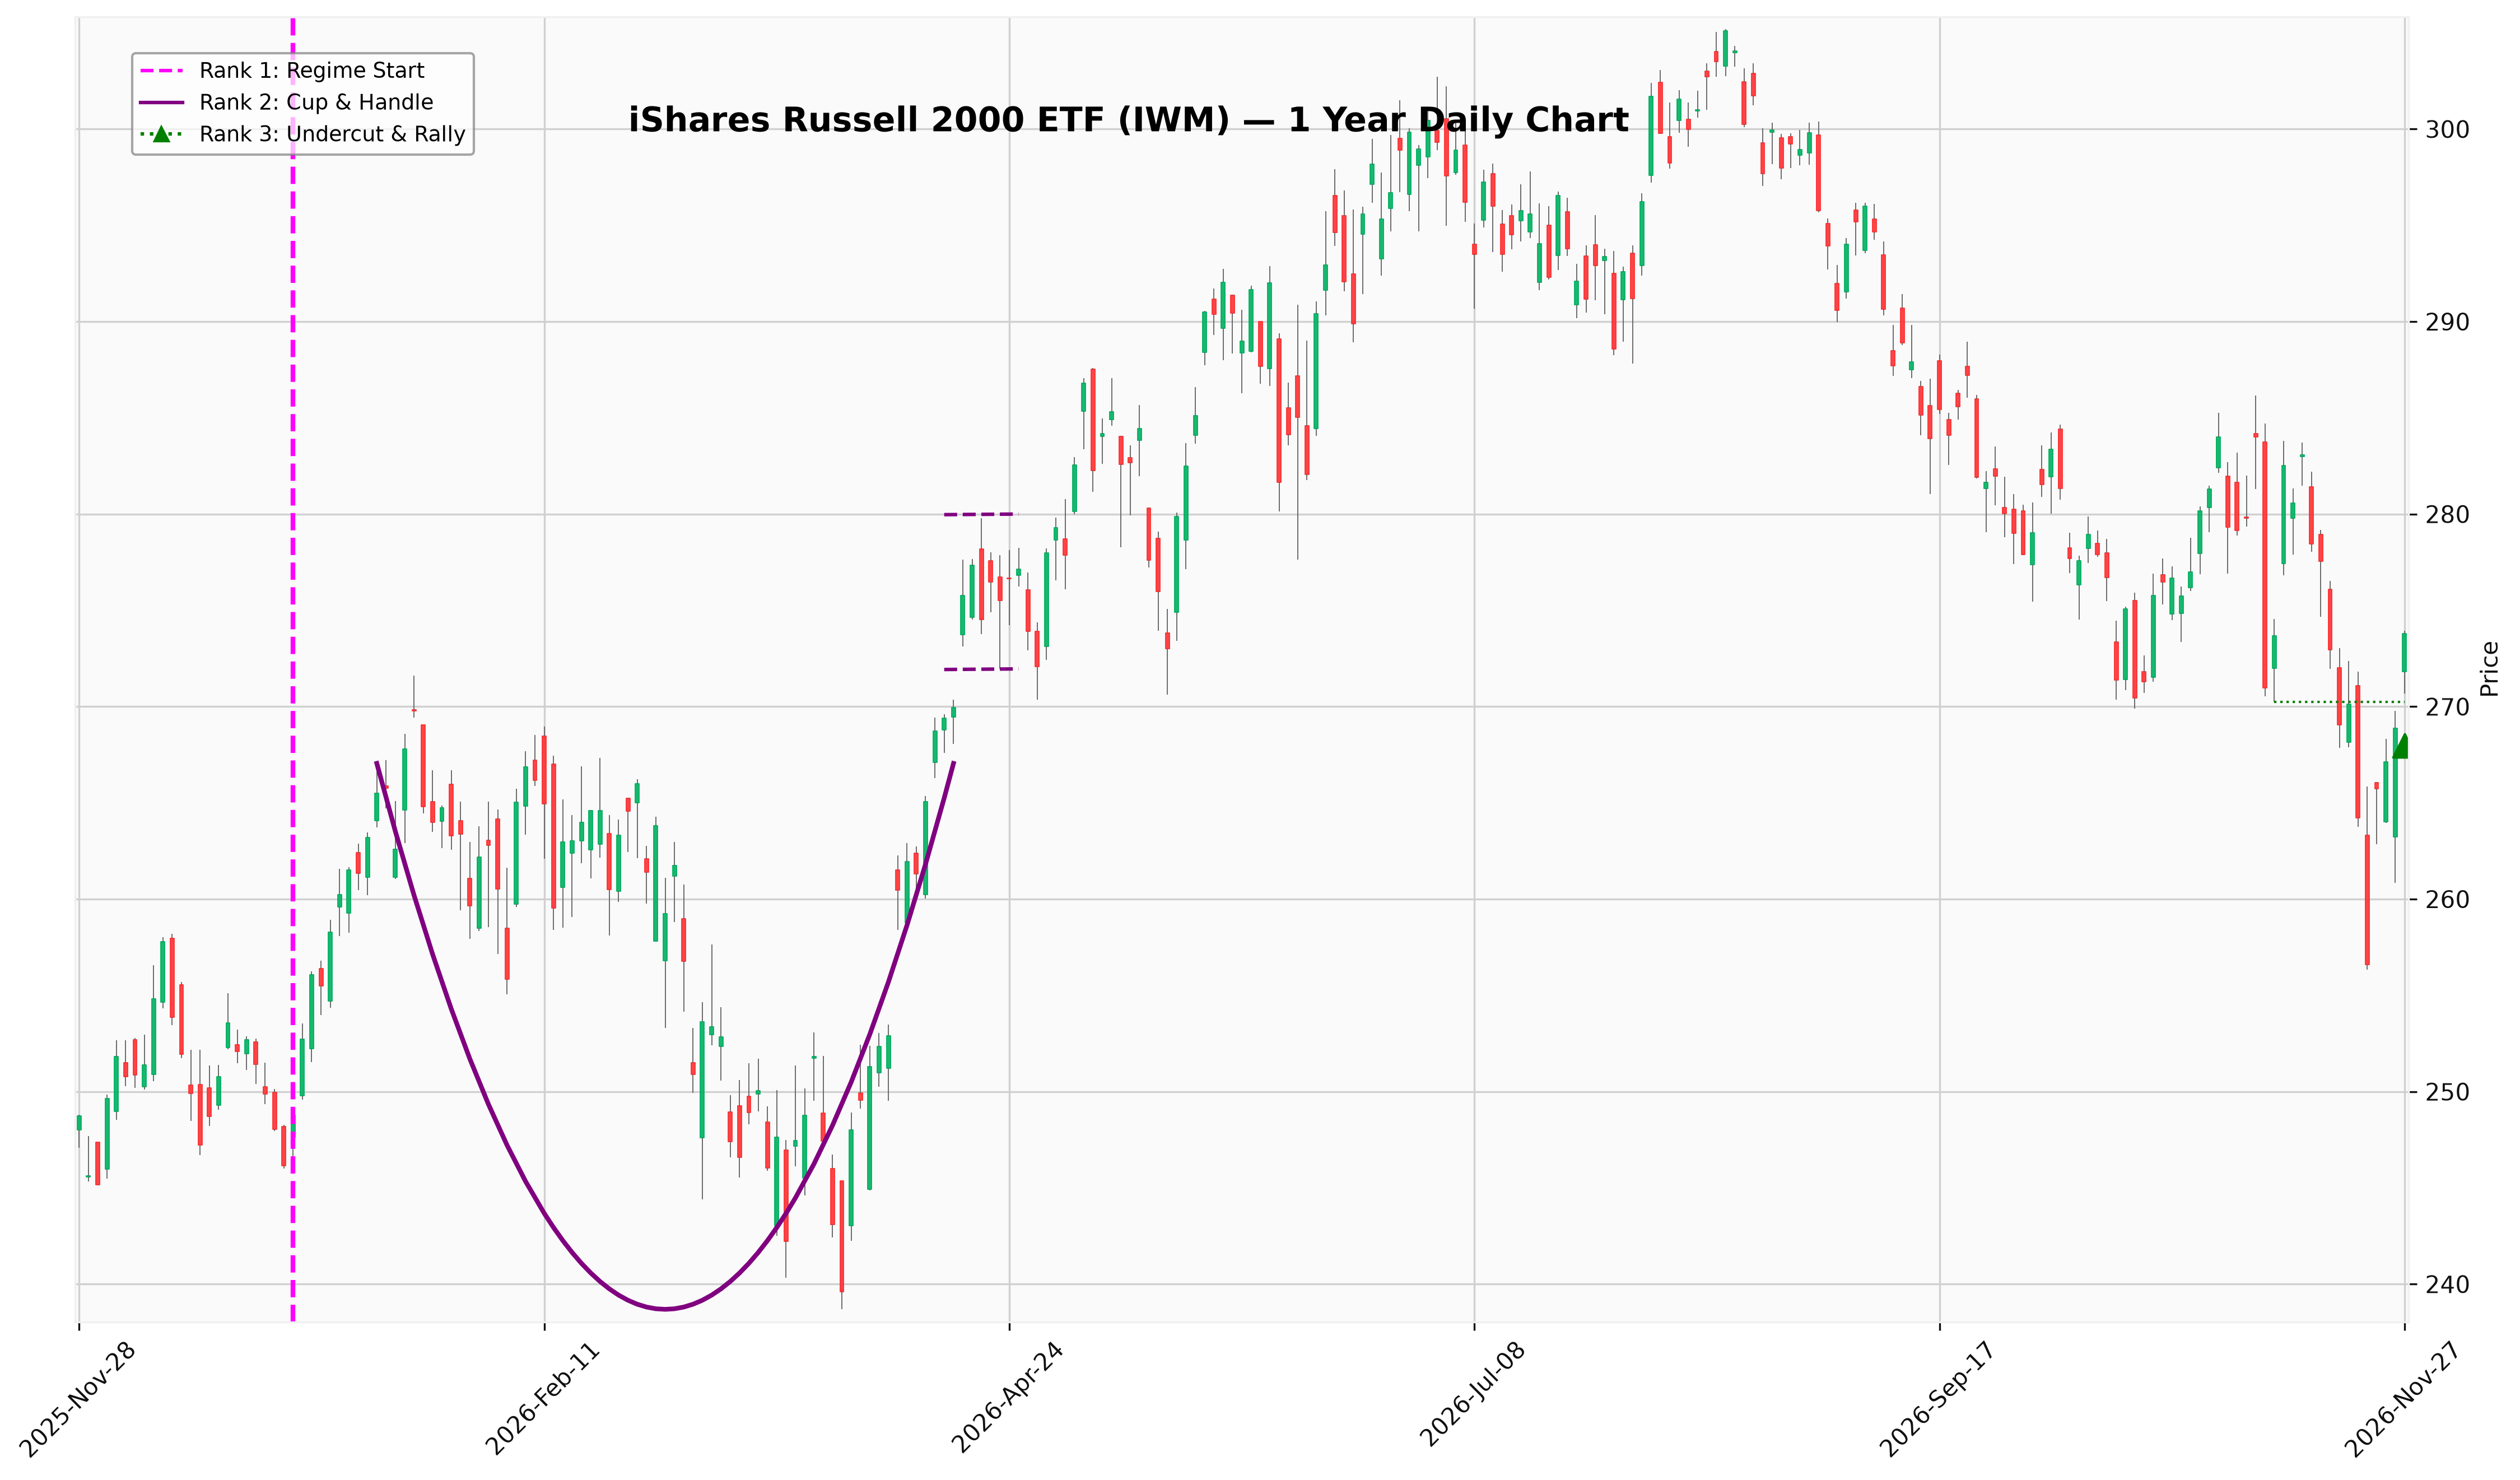 Rank 1: Regime Start
Rank 2: Cup & Handle
Rank 3: Undercut & Rally
iShares Russell 2000 ETF (IWM) — 1 Year Daily Chart
300
290
280
270
260
250
240
Price
2025-Nov-28
2026-Feb-11
2026-Apr-24
2026-Jul-08
2026-Sep-17
2026-Nov-27